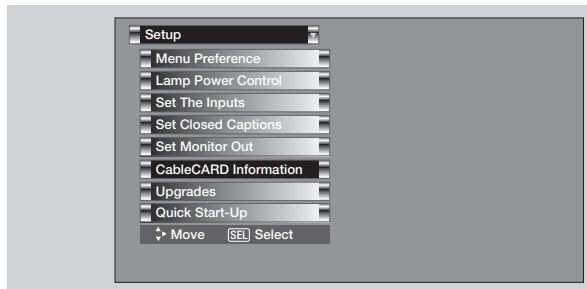 Setup
Menu Preference
Lamp Power Control
Set The Inputs
Set Closed Captions
Set Monitor Out
CableCARD Information
Upgrades
Quick Start-Up
Move SEL Select